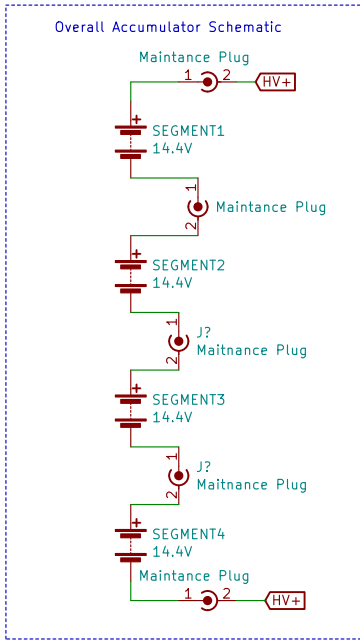 Overall Accumulator Schematic
Maintance Plug
1 2 HV+
+
SEGMENT1
14.4V
1
Maintance Plug
2
+
SEGMENT2
14.4V
1
J?
2
Maitnance Plug
+
SEGMENT3
14.4V
1
J?
2
Maitnance Plug
+
SEGMENT4
14.4V
Maintance Plug
1 2 HV+